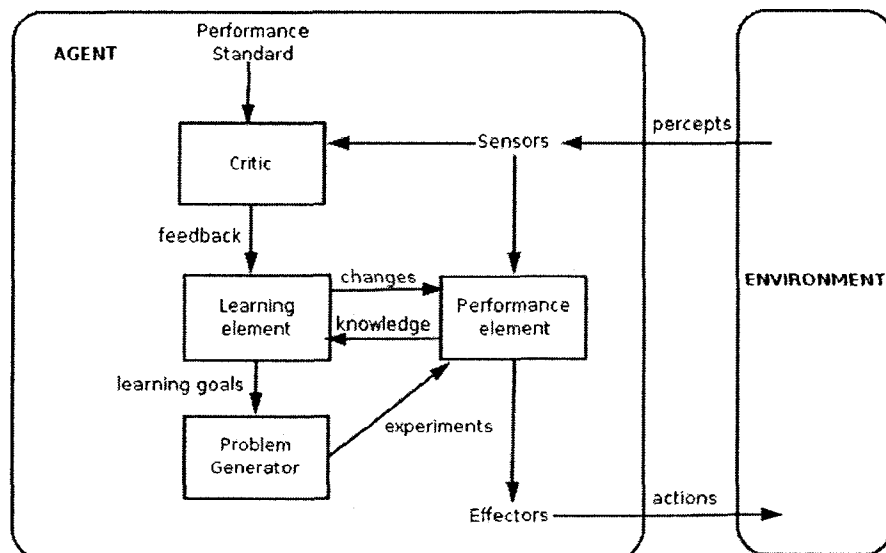 Performance
Standard
AGENT
percepts
Sensors
Critic
feedback
changes
ENVIRONMENT
Learning
element
Performance
element
knowledge
learning goals
experiments
Problem
Generator
Effectors
actions